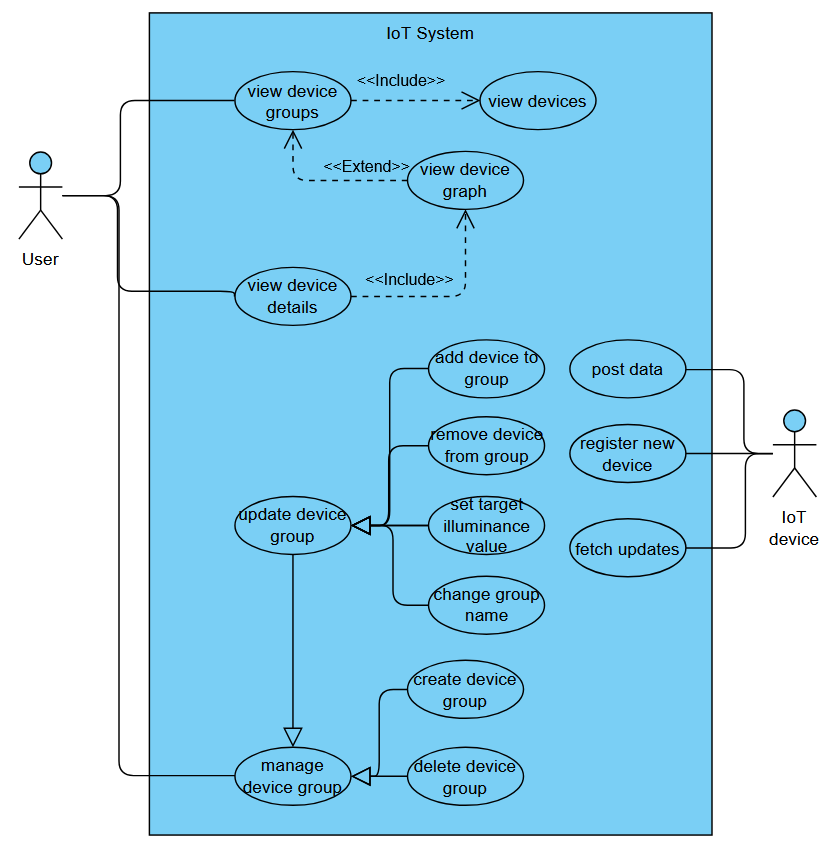 IoT System
view device
groups
<<Include>>
view devices
<<Extend>>
view device
graph
User
view device
details
<<Include>>
add device to
group
post data
remove device
from group
register new
device
update device
group
set target
illuminance
value
IoT
device
fetch updates
change group
name
create device
group
manage
device group
delete device
group